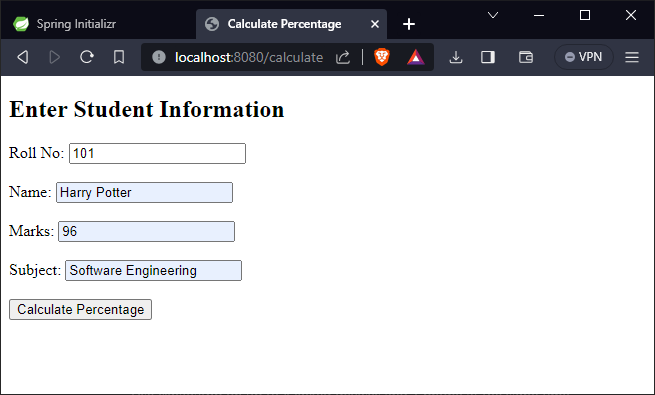 Spring Initializr
Calculate Percentage
localhost:8080/calculate
VPN
Enter Student Information
Roll No: 101
Name: Harry Potter
Marks: 96
Subject: Software Engineering
Calculate Percentage